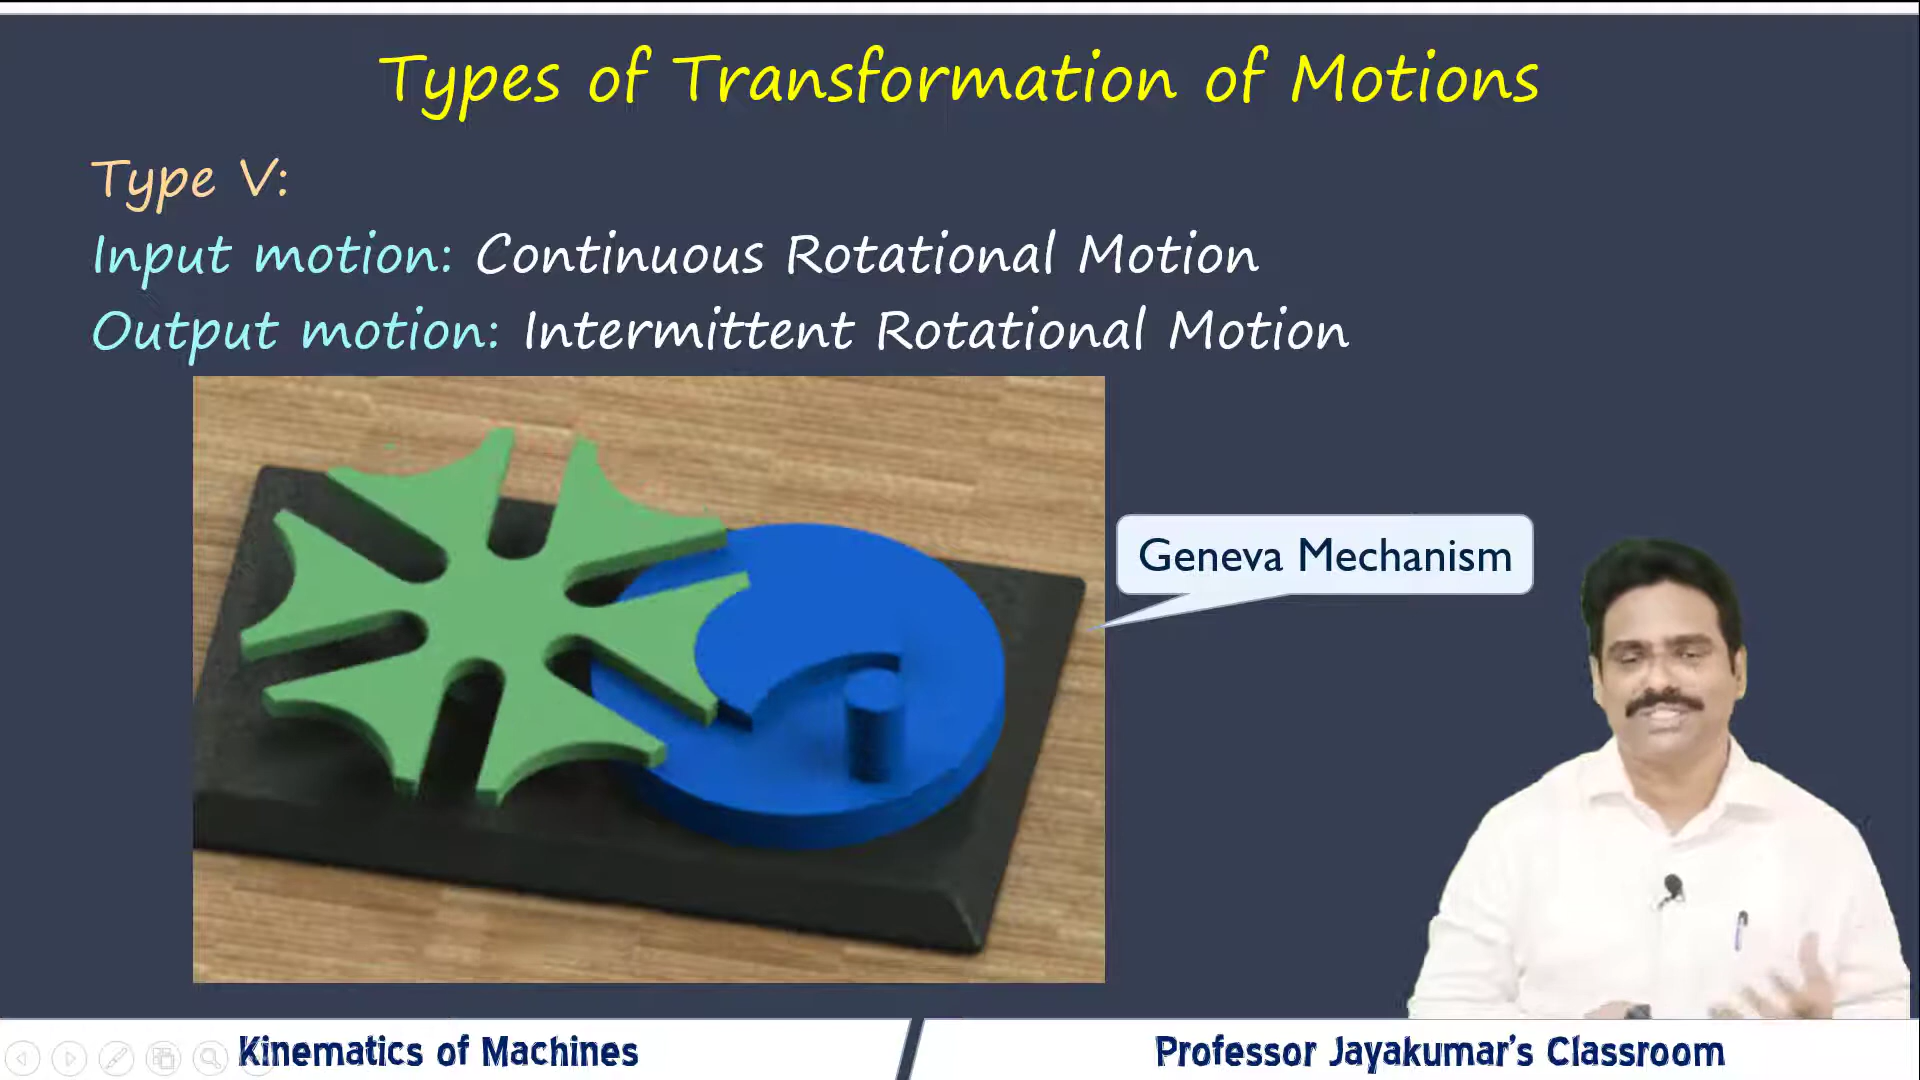 Types of Transformation of Motions
Type V:
Input motion: Continuous Rotational Motion
Output motion: Intermittent Rotational Motion
Geneva Mechanism
Kinematics of Machines
Professor Jayakumar's Classroom